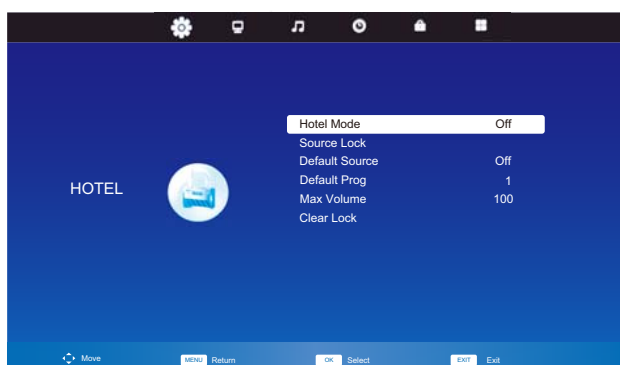 Hotel Mode Off
Source Lock
Default Source Off
HOTEL
Default Prog 1
Max Volume 100
Clear Lock
Move MENU Return OK Select EXIT Exit